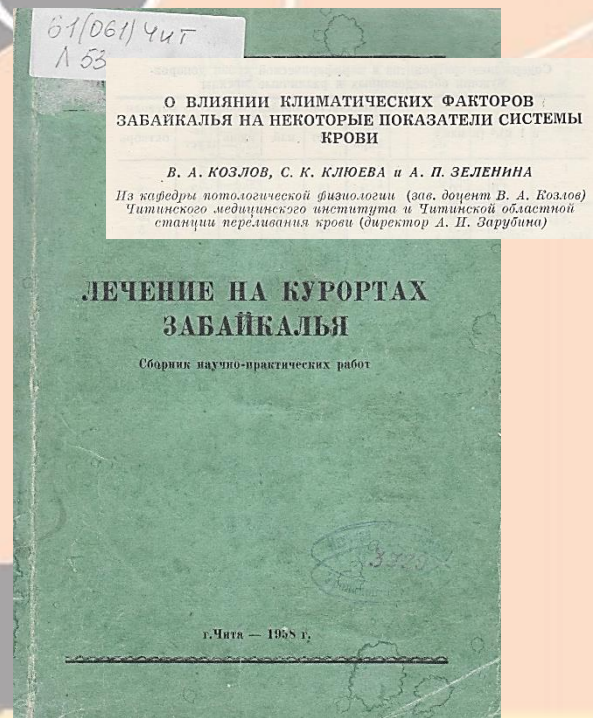 61(061) ЧИТ
Л 53
О ВЛИЯНИИ КЛИМАТИЧЕСКИХ ФАКТОРОВ
ЗАБАЙКАЛЬЯ НА НЕКОТОРЫЕ ПОКАЗАТЕЛИ СИСТЕМЫ
КРОВИ
В. А. КОЗЛОВ, С. К. КЛЮЕВА и А. П. ЗЕЛЕНИНА
Из кафедры потологической физиологии (зав. доцент В. А. Козлов)
Читинского медицинского института и Читинской областной
станции переливания крови (директор А. И. Зарубина)
ЛЕЧЕНИЕ НА КУРОРТАХ
ЗАБАЙКАЛЬЯ
Сборник научно-практических работ
г.Чита — 1958 г.